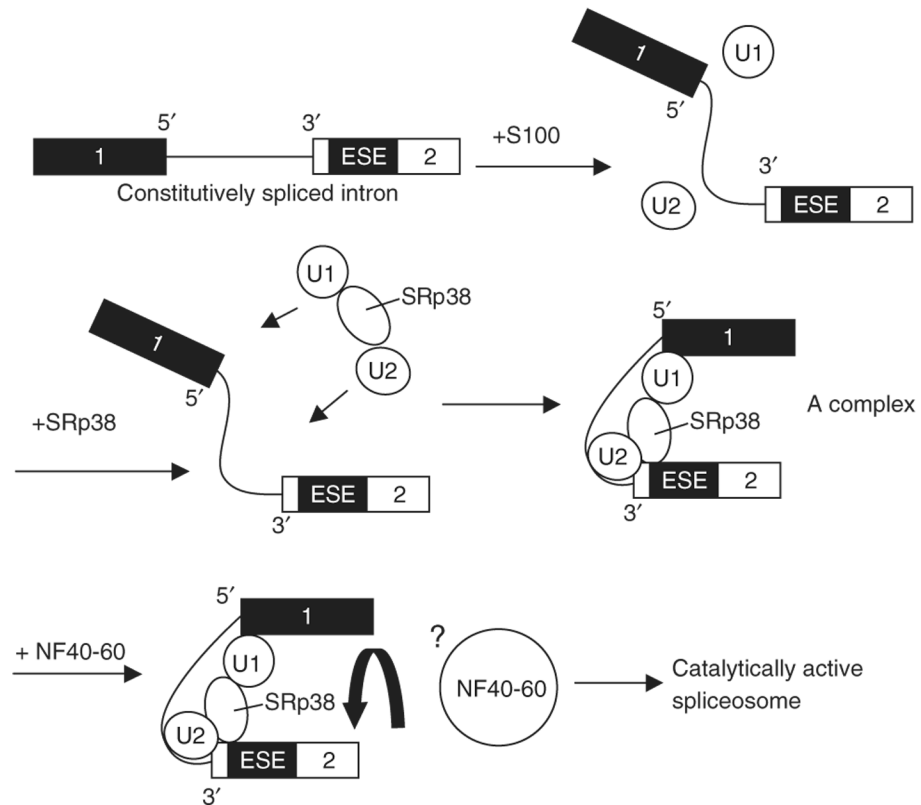 1
U1
5′
5′
3′
+S100
1
ESE
2
3′
Constitutively spliced intron
U2
ESE
2
U1
SRp38
1
U2
5′
+SRp38
ESE
2
3′
5′
1
U1
A complex
SRp38
U2
ESE
2
3′
5′
1
+ NF40-60
U1
SRp38
U2
ESE
2
3′
?
NF40-60
Catalytically active
spliceosome